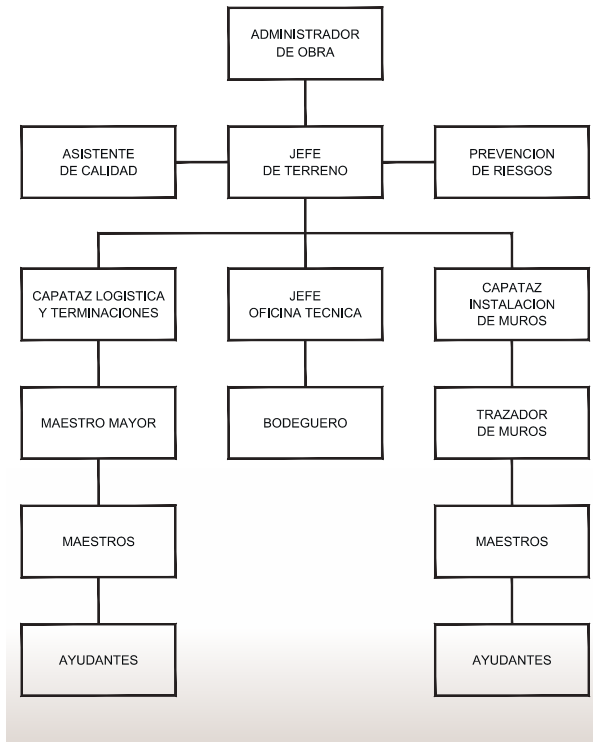 ADMINISTRADOR
DE OBRA
ASISTENTE
DE CALIDAD
JEFE
DE TERRENO
PREVENCION
DE RIESGOS
CAPATAZ LOGISTICA
Y TERMINACIONES
JEFE
OFICINA TECNICA
CAPATAZ
INSTALACION
DE MUROS
MAESTRO MAYOR
BODEGUERO
TRAZADOR
DE MUROS
MAESTROS
MAESTROS
AYUDANTES
AYUDANTES